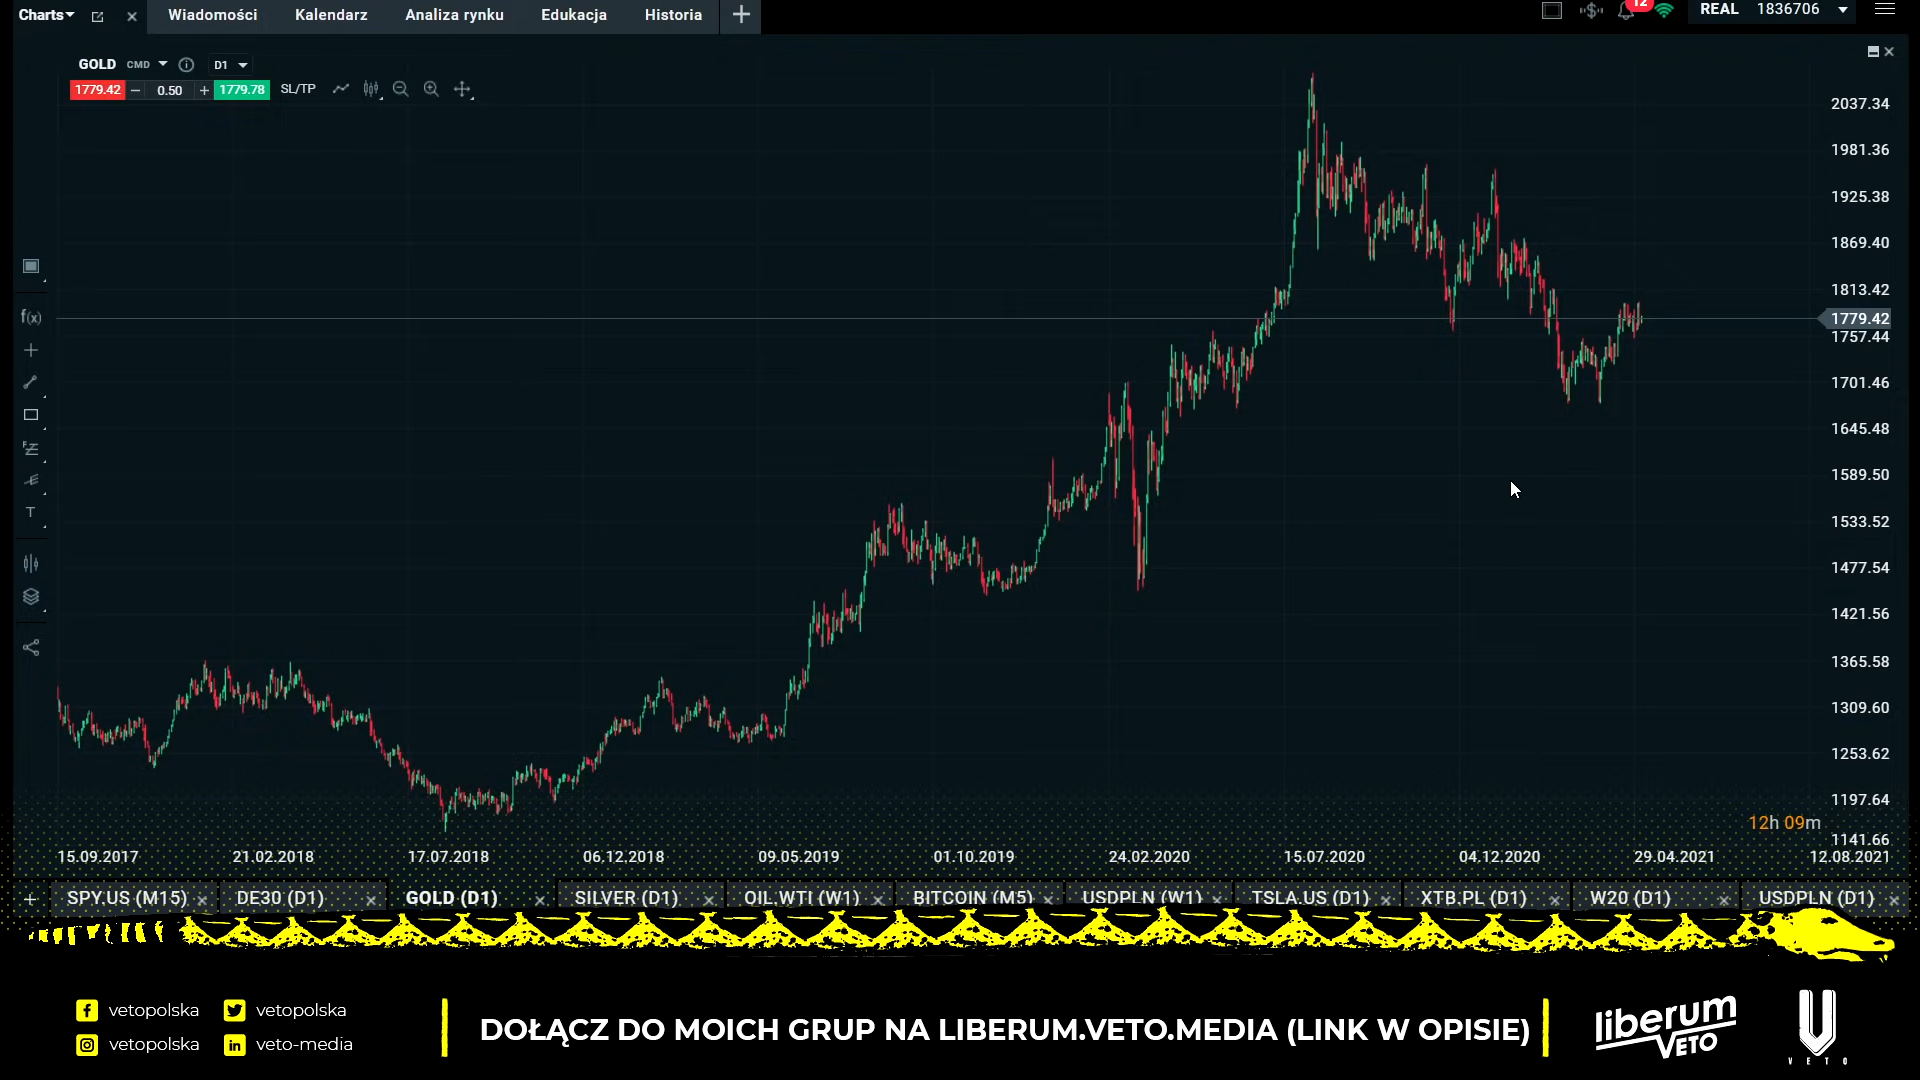 Charts Wiadomości Kalendarz Analiza rynku Edukacja Historia 12 REAL 1836706
GOLD CMD D1
1779.42 0.50 1779.78 SL/TP
2037.34
1981.36
1925.38
1869.40
1813.42
f(x)
1779.42
1757.44
1701.46
1645.48
1589.50
T
1533.52
1477.54
1421.56
1365.58
1309.60
1253.62
1197.64
12h 09m
1141.66
15.09.2017 21.02.2018 17.07.2018 06.12.2018 09.05.2019 01.10.2019 24.02.2020 15.07.2020 04.12.2020 29.04.2021 12.08.2021
SPY.US (M15) DE30 (D1) GOLD (D1) SILVER (D1) OIL.WTI (W1) BITCOIN (M5) USDPLN (W1) TSLA.US (D1) XTB.PL (D1) W20 (D1) USDPLN (D1)
vetopolska vetopolska
vetopolska veto-media
DOŁĄCZ DO MOICH GRUP NA LIBERUM.VETO.MEDIA (LINK W OPISIE)
liberum
VETO
VETO